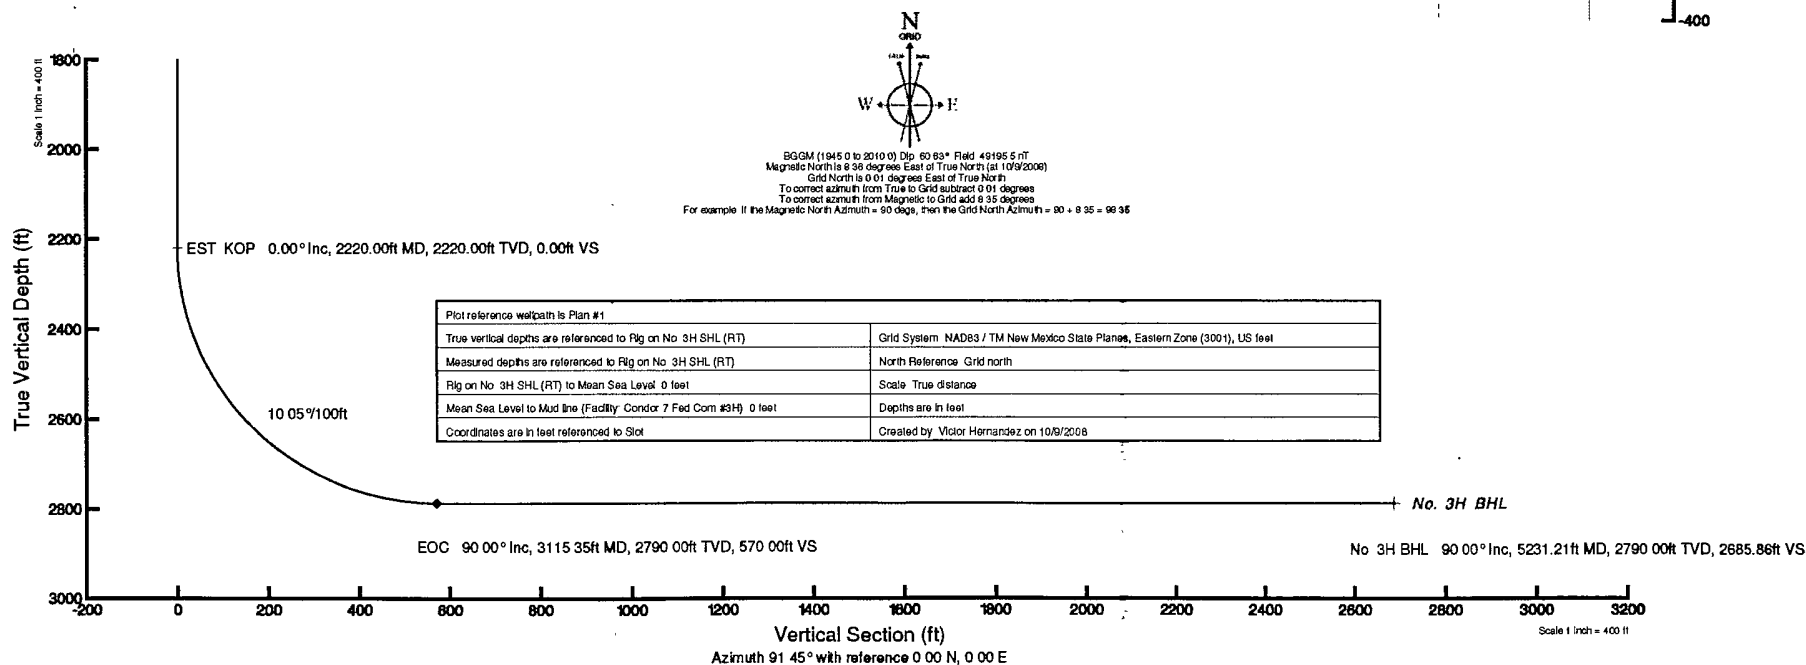 -400
N
GRID
W E
1800
2000
2200
2400
2600
2800
3000
Scale 1 inch = 400 ft
True Vertical Depth (ft)
BGGM (1945 0 to 2010 0) Dip 60 63° Field 49195 5 nT
Magnetic North is 8 36 degrees East of True North (at 10/9/2008)
Grid North is 0 01 degrees East of True North
To correct azimuth from True to Grid subtract 0 01 degrees
To correct azimuth from Magnetic to Grid add 8 35 degrees
For example If the Magnetic North Azimuth = 90 degs, then the Grid North Azimuth = 90 + 8 35 = 98 35
EST KOP 0.00° Inc, 2220.00ft MD, 2220.00ft TVD, 0.00ft VS
Plot reference wellpath is Plan #1
True vertical depths are referenced to Rig on No 3H SHL (RT) Grid System NAD83 / TM New Mexico State Planes, Eastern Zone (3001), US feet
Measured depths are referenced to Rig on No 3H SHL (RT) North Reference Grid north
Rig on No 3H SHL (RT) to Mean Sea Level 0 feet Scale True distance
Mean Sea Level to Mud line (Facility Condor 7 Fed Com #3H) 0 feet Depths are in feet
Coordinates are in feet referenced to Slot Created by Victor Hernandez on 10/9/2008
10 05°/100ft
No. 3H BHL
EOC 90 00° Inc, 3115 35ft MD, 2790 00ft TVD, 570 00ft VS
No 3H BHL 90 00° Inc, 5231.21ft MD, 2790 00ft TVD, 2685.86ft VS
-200 0 200 400 600 800 1000 1200 1400 1600 1800 2000 2200 2400 2600 2800 3000 3200
Vertical Section (ft)
Scale 1 inch = 400 ft
Azimuth 91 45° with reference 0 00 N, 0 00 E